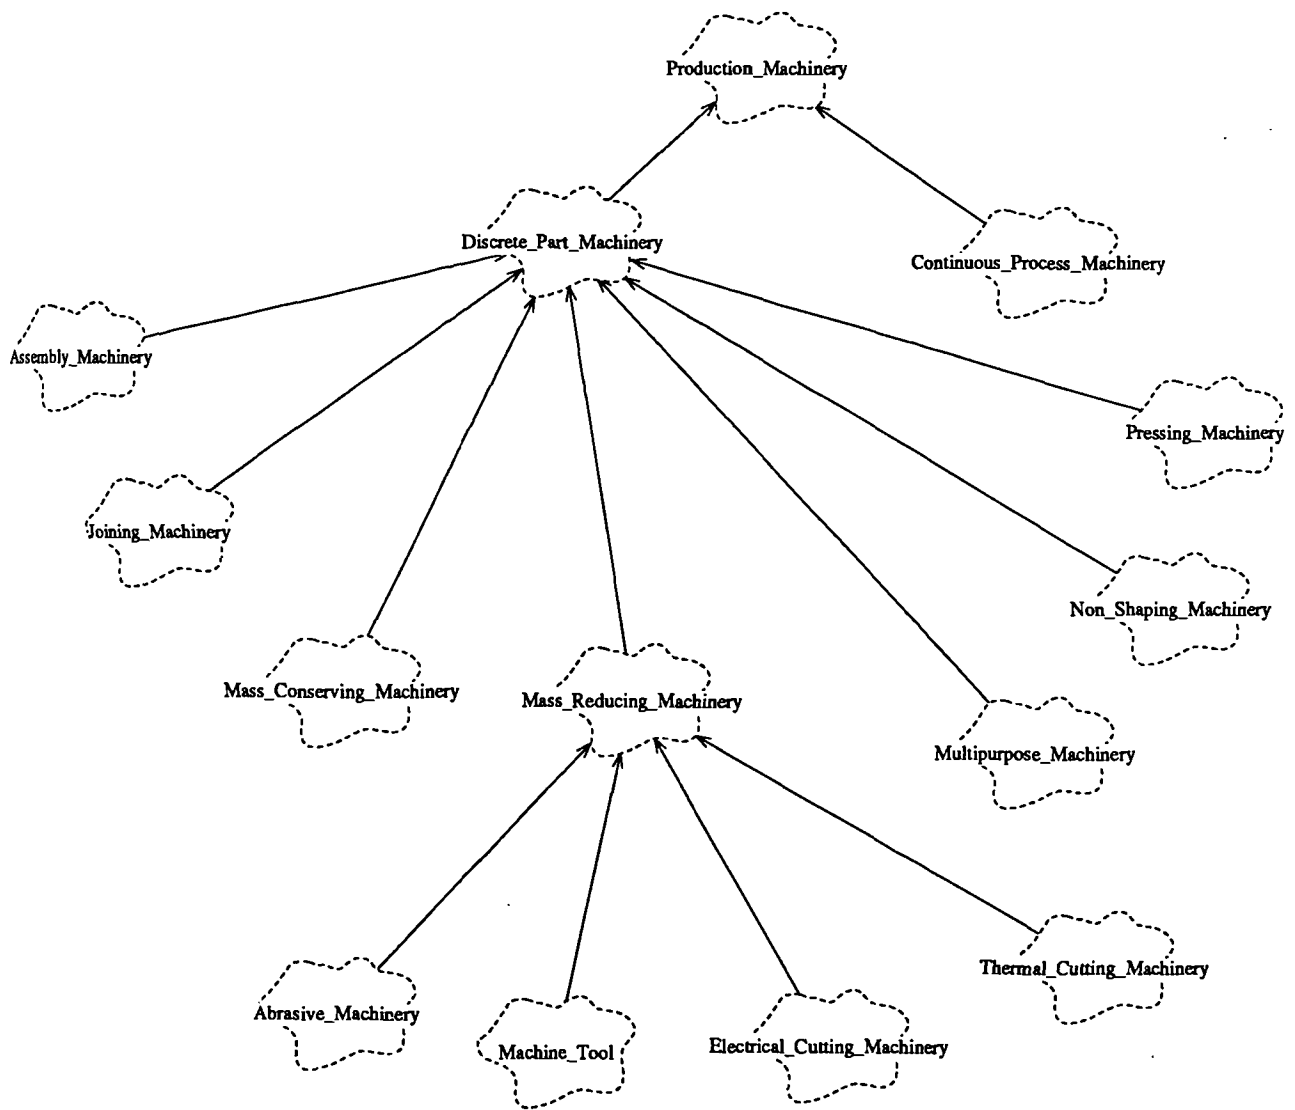 Production_Machinery
Discrete_Part_Machinery
Continuous_Process_Machinery
Assembly_Machinery
Pressing_Machinery
Joining_Machinery
Non_Shaping_Machinery
Mass_Conserving_Machinery
Mass_Reducing_Machinery
Multipurpose_Machinery
Thermal_Cutting_Machinery
Abrasive_Machinery
Machine_Tool
Electrical_Cutting_Machinery